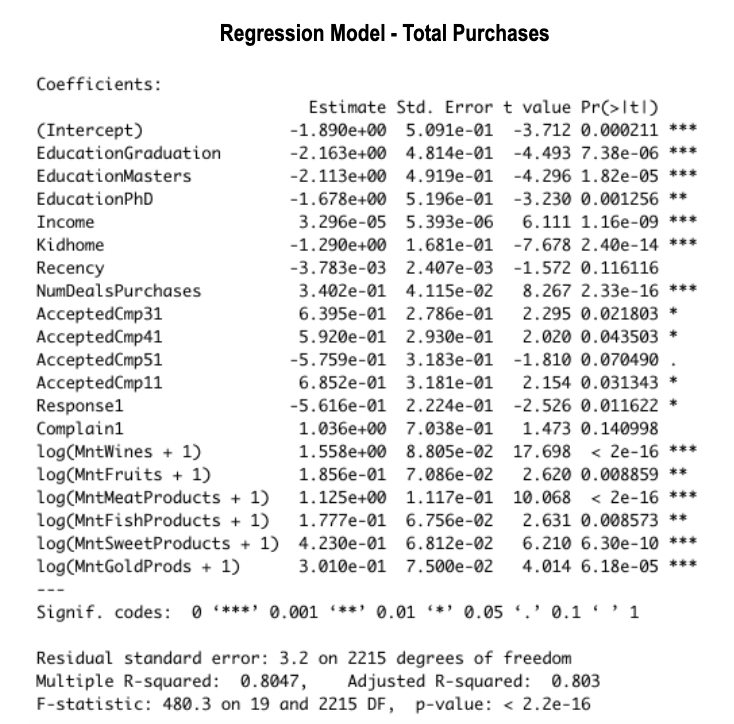 Regression Model - Total Purchases
Coefficients:
Estimate Std. Error t value Pr(>|t|)
(Intercept) -1.890e+00 5.091e-01 -3.712 0.000211 ***
EducationGraduation -2.163e+00 4.814e-01 -4.493 7.38e-06 ***
EducationMasters -2.113e+00 4.919e-01 -4.296 1.82e-05 ***
EducationPhD -1.678e+00 5.196e-01 -3.230 0.001256 **
Income 3.296e-05 5.393e-06 6.111 1.16e-09 ***
Kidhome -1.290e+00 1.681e-01 -7.678 2.40e-14 ***
Recency -3.783e-03 2.407e-03 -1.572 0.116116
NumDealsPurchases 3.402e-01 4.115e-02 8.267 2.33e-16 ***
AcceptedCmp31 6.395e-01 2.786e-01 2.295 0.021803 *
AcceptedCmp41 5.920e-01 2.930e-01 2.020 0.043503 *
AcceptedCmp51 -5.759e-01 3.183e-01 -1.810 0.070490 .
AcceptedCmp11 6.852e-01 3.181e-01 2.154 0.031343 *
Response1 -5.616e-01 2.224e-01 -2.526 0.011622 *
Complain1 1.036e+00 7.038e-01 1.473 0.140998
log(MntWines + 1) 1.558e+00 8.805e-02 17.698 < 2e-16 ***
log(MntFruits + 1) 1.856e-01 7.086e-02 2.620 0.008859 **
log(MntMeatProducts + 1) 1.125e+00 1.117e-01 10.068 < 2e-16 ***
log(MntFishProducts + 1) 1.777e-01 6.756e-02 2.631 0.008573 **
log(MntSweetProducts + 1) 4.230e-01 6.812e-02 6.210 6.30e-10 ***
log(MntGoldProds + 1) 3.010e-01 7.500e-02 4.014 6.18e-05 ***
---
Signif. codes: 0 ‘***’ 0.001 ‘**’ 0.01 ‘*’ 0.05 ‘.’ 0.1 ‘ ’ 1
Residual standard error: 3.2 on 2215 degrees of freedom
Multiple R-squared: 0.8047, Adjusted R-squared: 0.803
F-statistic: 480.3 on 19 and 2215 DF, p-value: < 2.2e-16